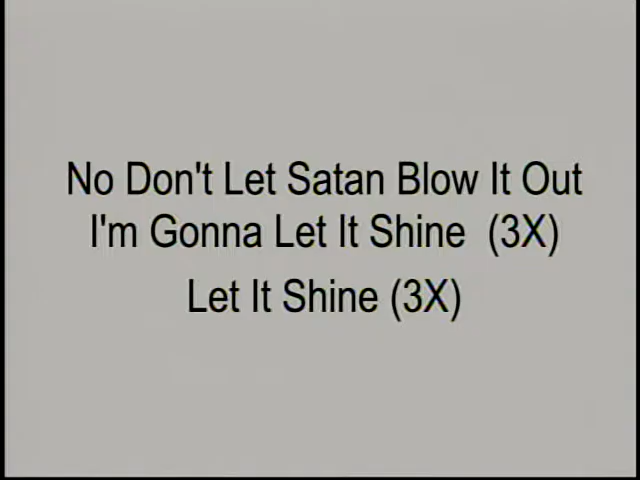 No Don't Let Satan Blow It Out
I'm Gonna Let It Shine  (3X)
Let It Shine (3X)